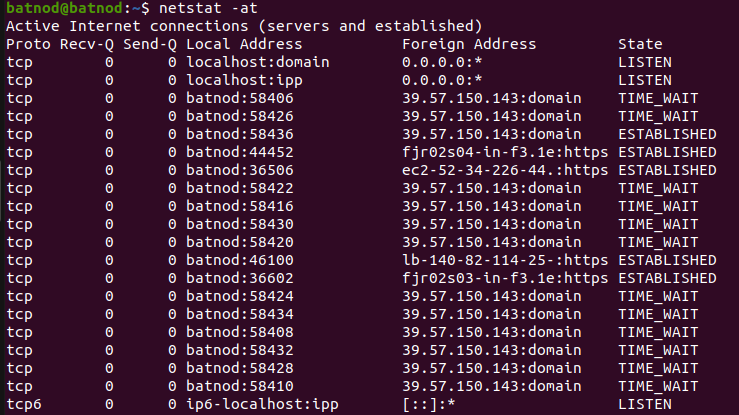 batnod@batnod:~$ netstat -at
Active Internet connections (servers and established)
Proto Recv-Q Send-Q Local Address           Foreign Address         State
tcp        0      0 localhost:domain        0.0.0.0:*               LISTEN
tcp        0      0 localhost:ipp           0.0.0.0:*               LISTEN
tcp        0      0 batnod:58406            39.57.150.143:domain    TIME_WAIT
tcp        0      0 batnod:58426            39.57.150.143:domain    TIME_WAIT
tcp        0      0 batnod:58436            39.57.150.143:domain    ESTABLISHED
tcp        0      0 batnod:44452            fjr02s04-in-f3.1e:https ESTABLISHED
tcp        0      0 batnod:36506            ec2-52-34-226-44.:https ESTABLISHED
tcp        0      0 batnod:58422            39.57.150.143:domain    TIME_WAIT
tcp        0      0 batnod:58416            39.57.150.143:domain    TIME_WAIT
tcp        0      0 batnod:58430            39.57.150.143:domain    TIME_WAIT
tcp        0      0 batnod:58420            39.57.150.143:domain    TIME_WAIT
tcp        0      0 batnod:46100            lb-140-82-114-25-:https ESTABLISHED
tcp        0      0 batnod:36602            fjr02s03-in-f3.1e:https ESTABLISHED
tcp        0      0 batnod:58424            39.57.150.143:domain    TIME_WAIT
tcp        0      0 batnod:58434            39.57.150.143:domain    TIME_WAIT
tcp        0      0 batnod:58408            39.57.150.143:domain    TIME_WAIT
tcp        0      0 batnod:58432            39.57.150.143:domain    TIME_WAIT
tcp        0      0 batnod:58428            39.57.150.143:domain    TIME_WAIT
tcp        0      0 batnod:58410            39.57.150.143:domain    TIME_WAIT
tcp6       0      0 ip6-localhost:ipp       [::]:*                  LISTEN